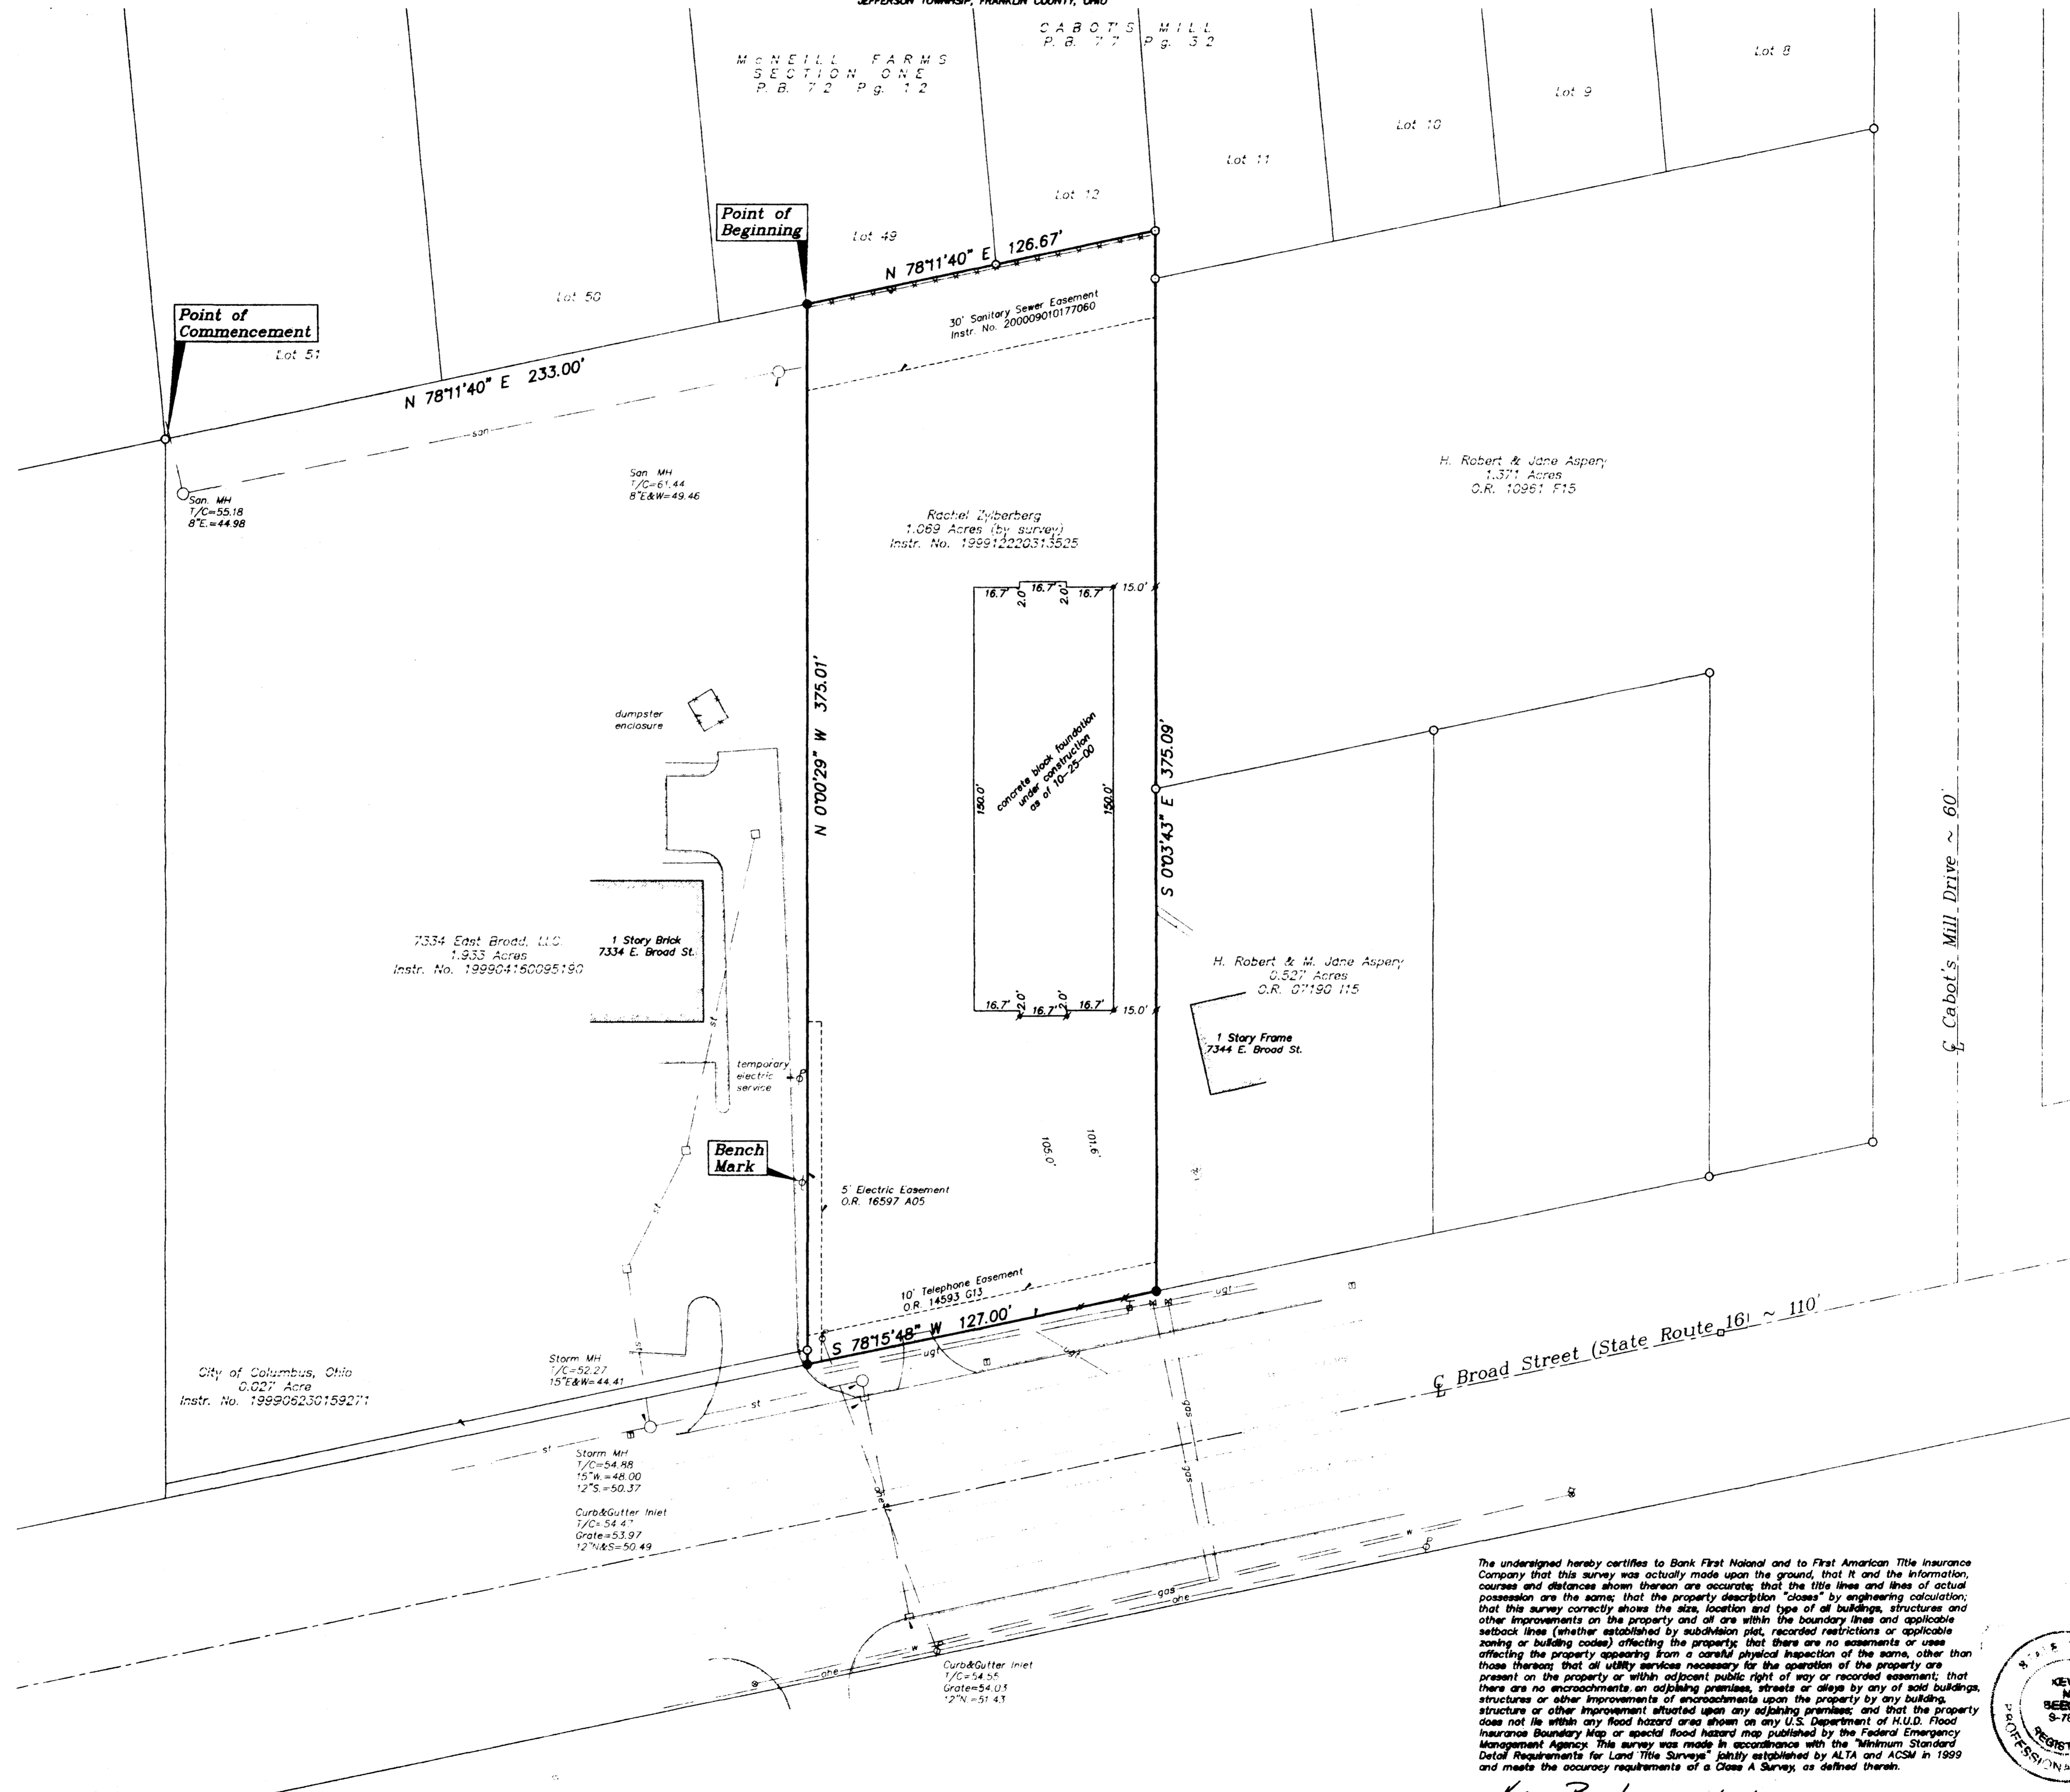 JEFFERSON TOWNHSIP, FRANKLIN COUNTY, OHIO
CABOT'S MILL
P.B. 77 Pg. 32
McNEILL FARMS
SECTION ONE
P.B. 72 Pg. 12
Lot 8
Lot 9
Lot 10
Lot 11
Lot 12
Point of
Beginning
Lot 49
N 78°11'40" E 126.67'
Lot 50
30' Sanitary Sewer Easement
Instr. No. 200009010177060
Point of
Commencement
Lot 51
N 78°11'40" E 233.00'
san
San. MH
T/C=55.18
8"E.=44.98
San MH
T/C=61.44
8"E&W=49.46
H. Robert & Jane Aspery
1.371 Acres
O.R. 10961 F15
Rachel Zylberberg
1.069 Acres (by survey)
Instr. No. 199912220313525
16.7' 2.0' 16.7' 2.0' 16.7' 15.0'
N 0°00'29" W 375.01'
dumpster
enclosure
concrete block foundation
under construction
as of 10-25-00
150.0'
150.0'
S 0°03'43" E 375.09'
℄ Cabot's Mill Drive ~ 60'
7334 East Broad, LLC.
1.933 Acres
Instr. No. 199904160095190
1 Story Brick
7334 E. Broad St.
H. Robert & M. Jane Aspery
0.527 Acres
O.R. 07190 I15
16.7' 2.0' 16.7' 2.0' 16.7' 15.0'
1 Story Frame
7344 E. Broad St.
st
temporary
electric
service
P
Bench
Mark
105.0'
101.6'
5' Electric Easement
O.R. 16597 A05
st
10' Telephone Easement
O.R. 14593 G13
S 78°15'48" W 127.00'
ugt
ugt
ugt
℄ Broad Street (State Route 16) ~ 110'
City of Columbus, Ohio
0.027 Acre
Instr. No. 199906230159271
Storm MH
T/C=52.27
15"E&W=44.41
st
st
st
Storm MH
T/C=54.88
15"W.=48.00
12"S.=50.37
Curb&Gutter Inlet
T/C=54.47
Grate=53.97
12"N&S=50.49
ohe
st
gas
gas
gas
ohe
w
w
ohe
P
P
Curb&Gutter Inlet
T/C=54.55
Grate=54.03
12"N.=51.43
The undersigned hereby certifies to Bank First Naional and to First Amarican Title Insurance
Company that this survey was actually made upon the ground, that it and the information,
courses and distances shown thereon are accurate; that the title lines and lines of actual
possession are the same; that the property description "closes" by engineering calculation;
that this survey correctly shows the size, location and type of all buildings, structures and
other improvements on the property and all are within the boundary lines and applicable
setback lines (whether established by subdivision plat, recorded restrictions or applicable
zoning or building codes) affecting the property; that there are no easements or uses
affecting the property appearing from a careful physical inspection of the same, other than
those thereon; that all utility services necessary for the operation of the property are
present on the property or within adjacent public right of way or recorded easement; that
there are no encroachments on adjoining premises, streets or alleys by any of said buildings,
structures or other improvements of encroachments upon the property by any building,
structure or other improvement situated upon any adjoining premises; and that the property
does not lie within any flood hazard area shown on any U.S. Department of H.U.D. Flood
Insurance Boundary Map or special flood hazard map published by the Federal Emergency
Management Agency. This survey was made in accordinance with the "Minimum Standard
Detail Requirements for Land Title Surveys" jointly established by ALTA and ACSM in 1999
and meets the accuracy requirements of a Class A Survey, as defined therein.